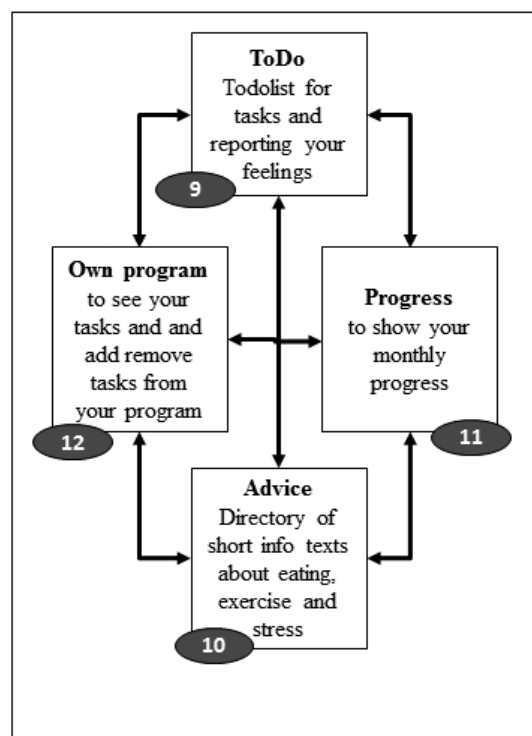 ToDo
Todolist for
tasks and
reporting your
feelings
9
Own program
to see your
tasks and and
add remove
tasks from
your program
12
Progress
to show your
monthly
progress
11
Advice
Directory of
short info texts
about eating,
exercise and
stress
10